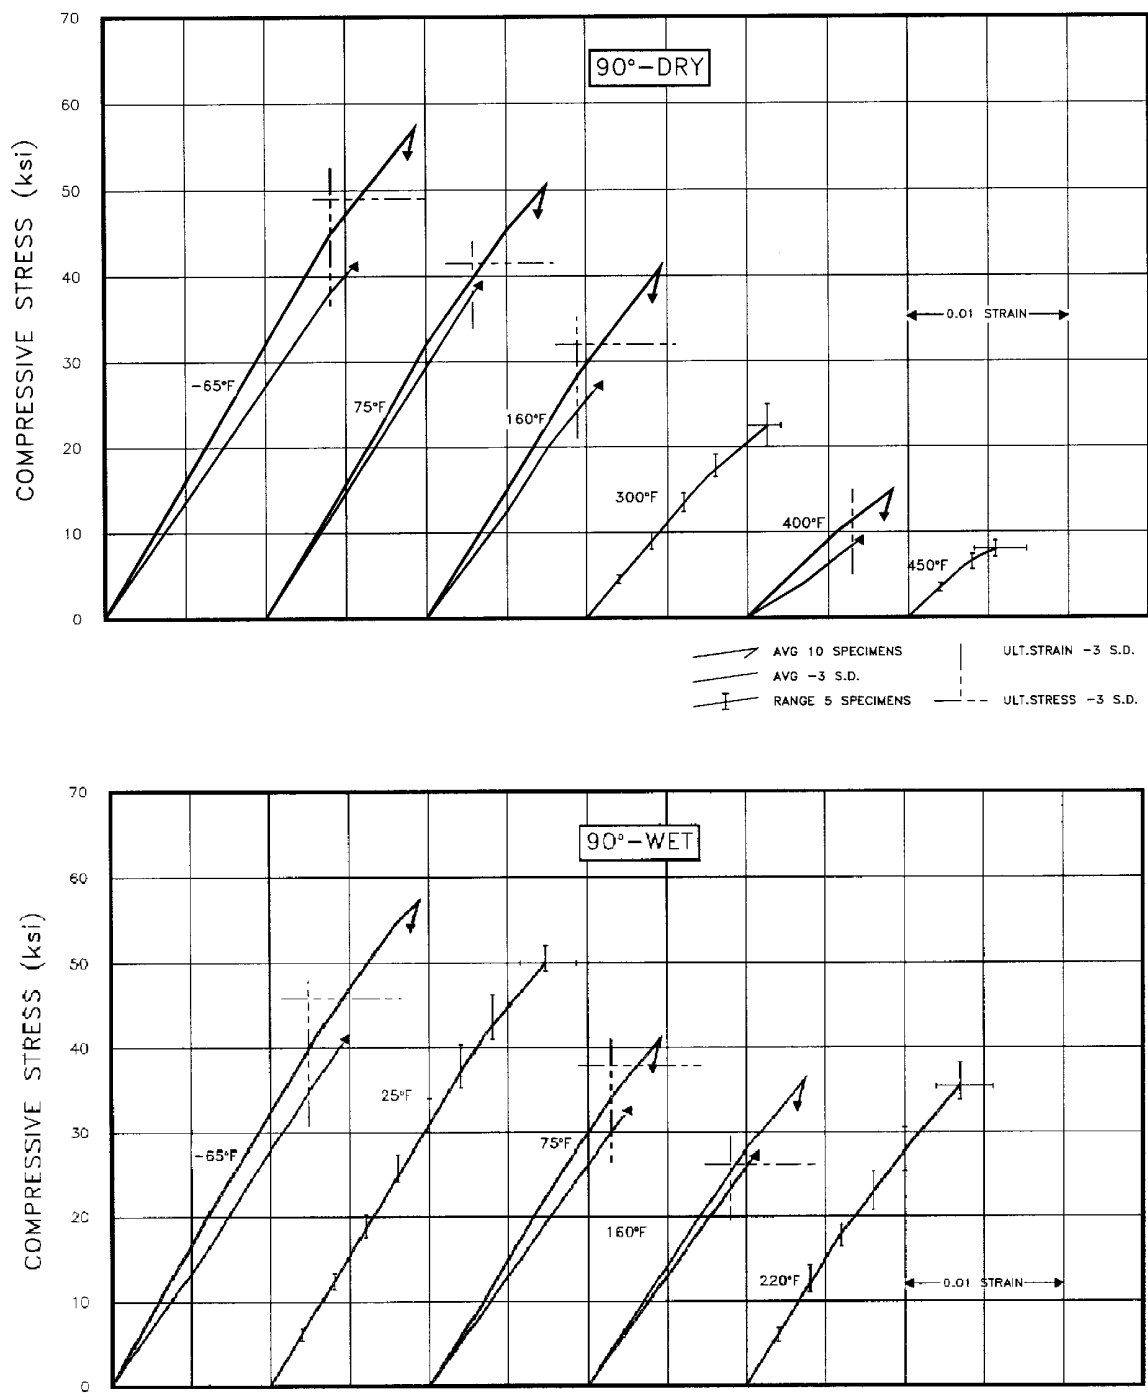 70
60
50
40
30
20
10
0
COMPRESSIVE STRESS (ksi)
90°-DRY
-65°F
75°F
160°F
300°F
400°F
450°F
0.01 STRAIN
AVG 10 SPECIMENS
AVG -3 S.D.
RANGE 5 SPECIMENS
ULT.STRAIN -3 S.D.
ULT.STRESS -3 S.D.
70
60
50
40
30
20
10
0
COMPRESSIVE STRESS (ksi)
90°-WET
-65°F
25°F
75°F
160°F
220°F
0.01 STRAIN